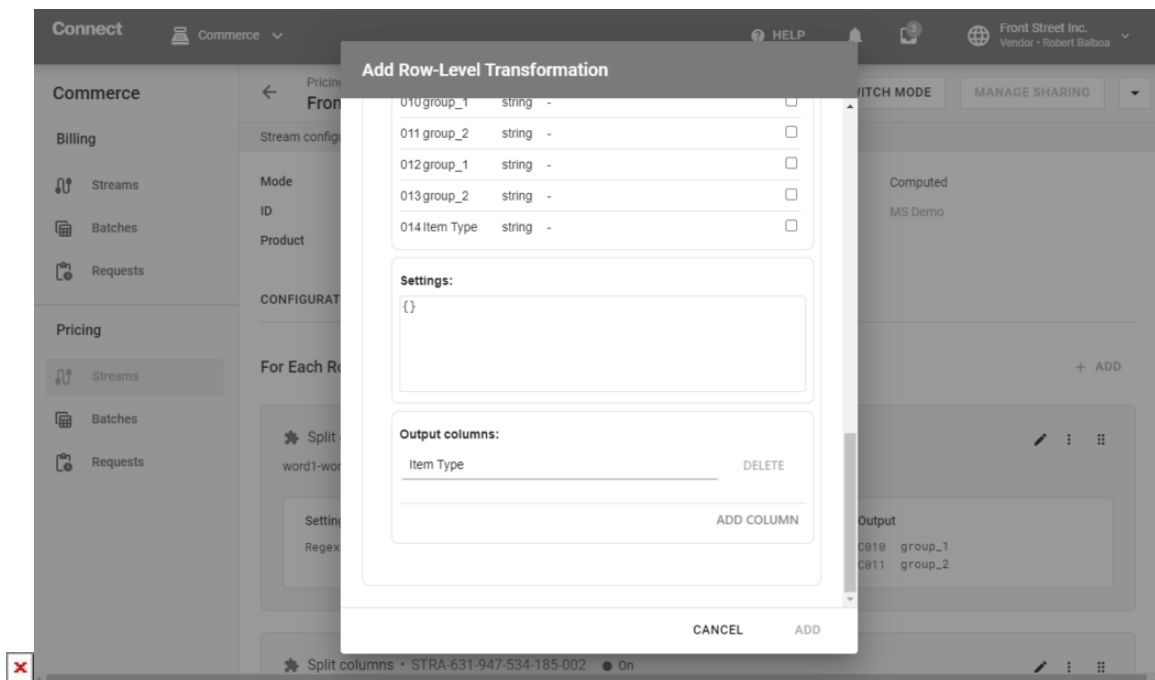 Connect
Commerce
HELP
3
Front Street Inc.
Vendor • Robert Balboa
Commerce
Billing
Streams
Batches
Requests
Pricing
Streams
Batches
Requests
Pricing
Fron
WITCH MODE
MANAGE SHARING
Stream config
Mode
ID
Product
Computed
MS Demo
CONFIGURAT
For Each Ro
+ ADD
Split
word1-wor
Setting
Regex
Output
C010 group_1
C011 group_2
Split columns • STRA-631-947-534-185-002 ● On
Add Row-Level Transformation
010 group_1 string -
011 group_2 string -
012 group_1 string -
013 group_2 string -
014 Item Type string -
Settings:
{}
Output columns:
Item Type
DELETE
ADD COLUMN
CANCEL
ADD